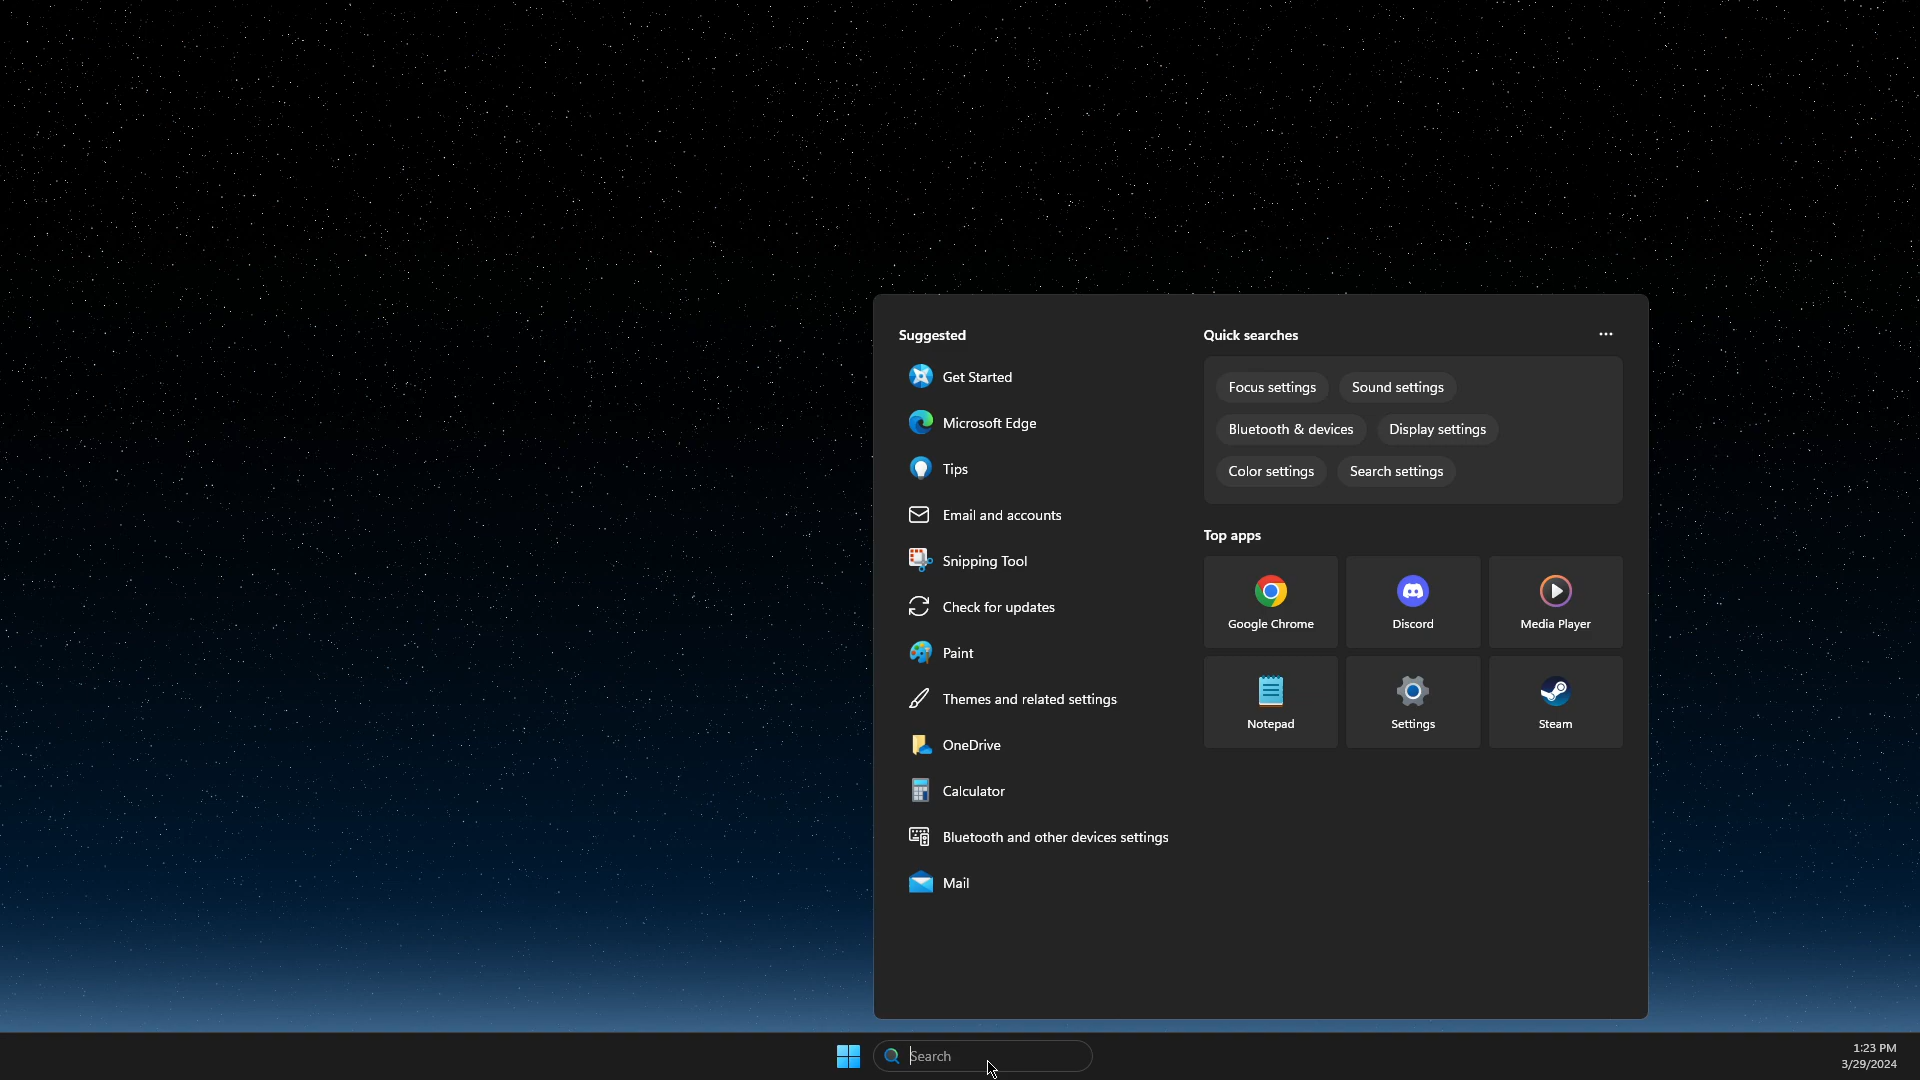 Suggested
Get Started
Microsoft Edge
Tips
Email and accounts
Snipping Tool
Check for updates
Paint
Themes and related settings
OneDrive
Calculator
Bluetooth and other devices settings
Mail
Quick searches
Focus settings
Sound settings
Bluetooth & devices
Display settings
Color settings
Search settings
Top apps
Google Chrome
Discord
Media Player
Notepad
Settings
Steam
Search
1:23 PM
3/29/2024